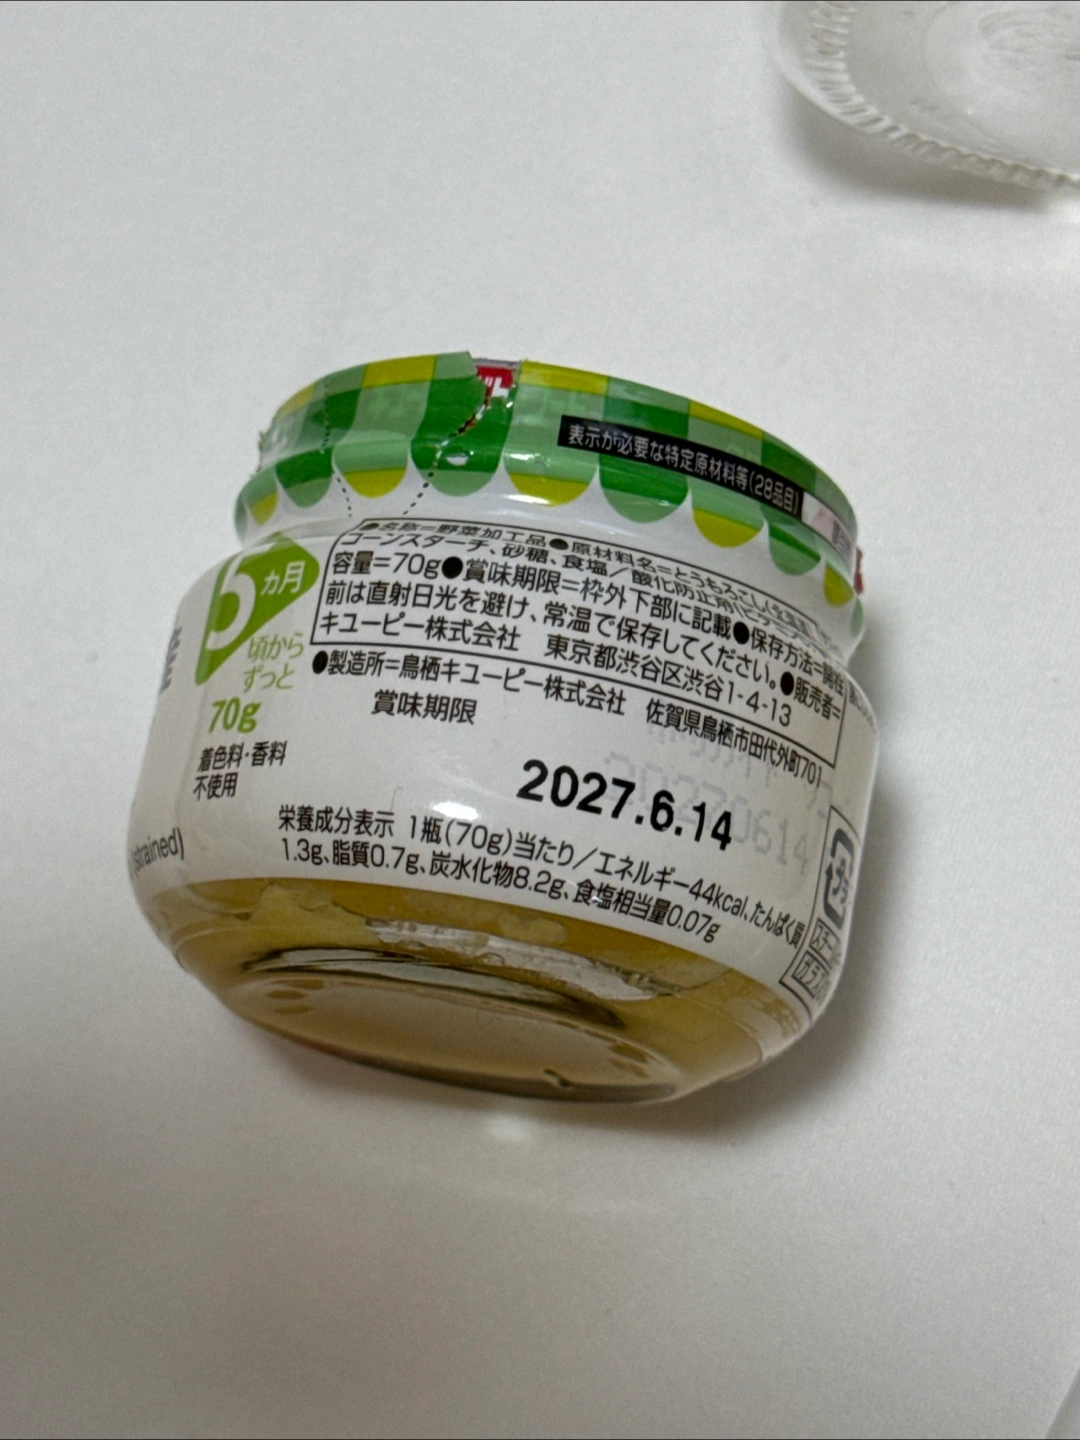 表示が必要な特定原材料等(28品目)
●名称=野菜加工品●原材料名=とうもろこし
コーンスターチ、砂糖、食塩/酸化防止剤
容量=70g●賞味期限=枠外下部に記載●保存方法=開栓
前は直射日光を避け、常温で保存してください。●販売者=
キユーピー株式会社 東京都渋谷区渋谷1-4-13
●製造所=鳥栖キユーピー株式会社 佐賀県鳥栖市田代外町701
5ヵ月
頃から
ずっと
70g
着色料・香料
不使用
賞味期限
2027.6.14
栄養成分表示 1瓶(70g)当たり/エネルギー44kcal、たんぱく質
1.3g、脂質0.7g、炭水化物8.2g、食塩相当量0.07g
strained)